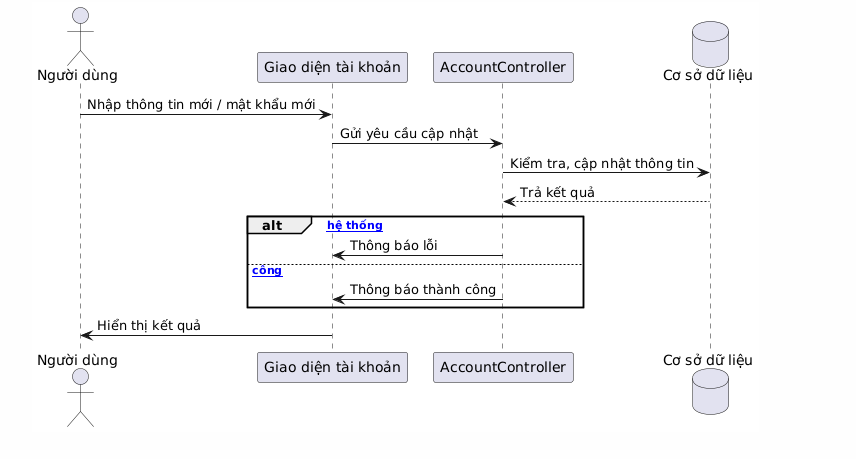 Người dùng
Giao diện tài khoản
AccountController
Cơ sở dữ liệu
Nhập thông tin mới / mật khẩu mới
Gửi yêu cầu cập nhật
Kiểm tra, cập nhật thông tin
Trả kết quả
alt
hệ thống
Thông báo lỗi
công
Thông báo thành công
Hiển thị kết quả
Người dùng
Giao diện tài khoản
AccountController
Cơ sở dữ liệu